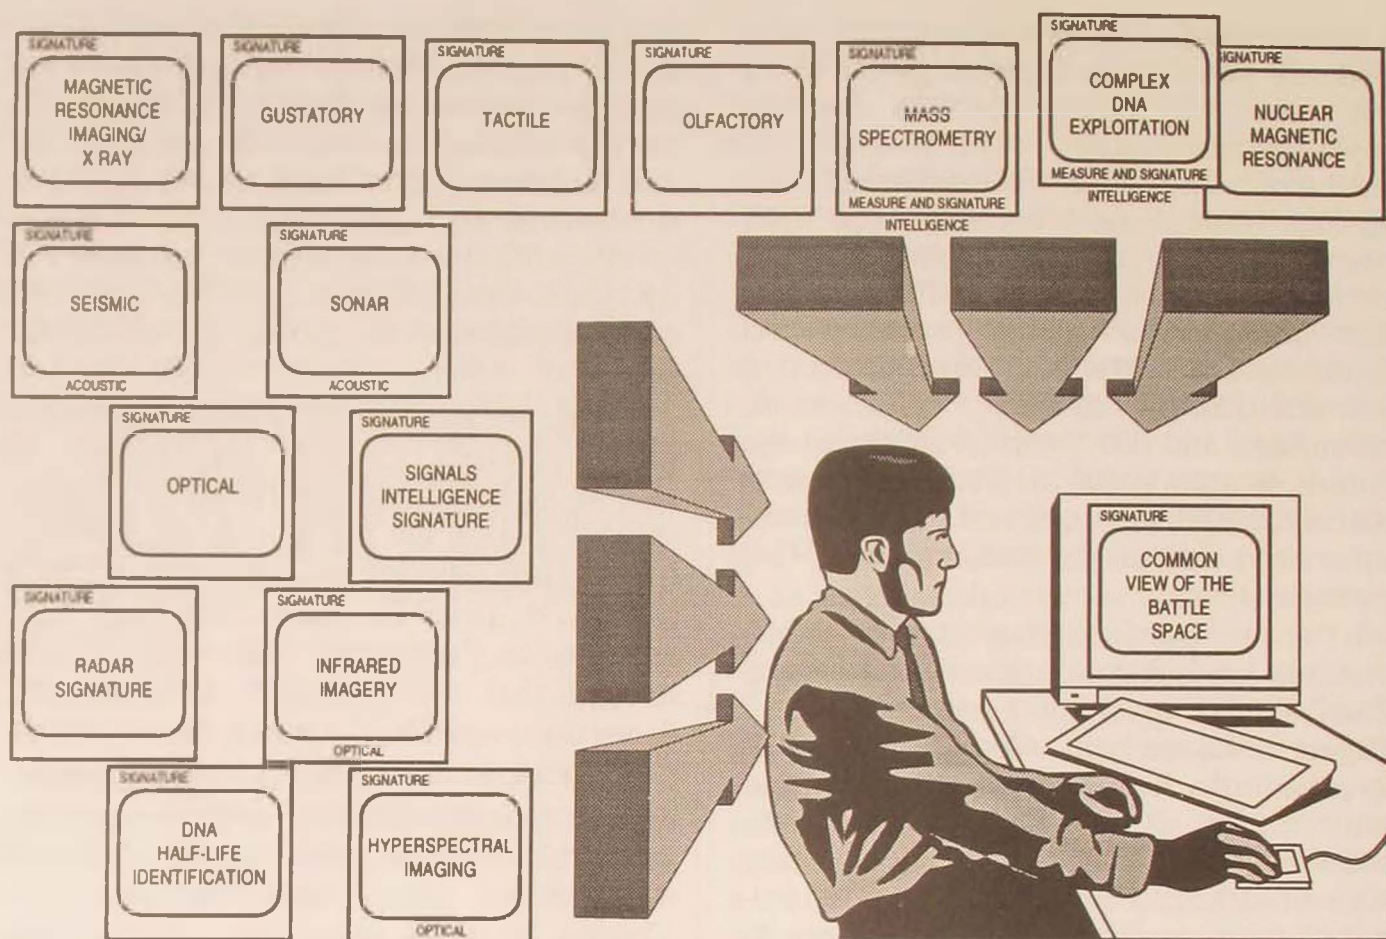 SIGNATURE
MAGNETIC
RESONANCE
IMAGING/
X RAY
SIGNATURE
GUSTATORY
SIGNATURE
TACTILE
SIGNATURE
OLFACTORY
SIGNATURE
MASS
SPECTROMETRY
MEASURE AND SIGNATURE
INTELLIGENCE
SIGNATURE
COMPLEX
DNA
EXPLOITATION
MEASURE AND SIGNATURE
INTELLIGENCE
SIGNATURE
NUCLEAR
MAGNETIC
RESONANCE
SIGNATURE
SEISMIC
ACOUSTIC
SIGNATURE
SONAR
ACOUSTIC
SIGNATURE
OPTICAL
SIGNATURE
SIGNALS
INTELLIGENCE
SIGNATURE
SIGNATURE
RADAR
SIGNATURE
SIGNATURE
INFRARED
IMAGERY
OPTICAL
SIGNATURE
DNA
HALF-LIFE
IDENTIFICATION
SIGNATURE
HYPERSPECTRAL
IMAGING
OPTICAL
SIGNATURE
COMMON
VIEW OF THE
BATTLE
SPACE